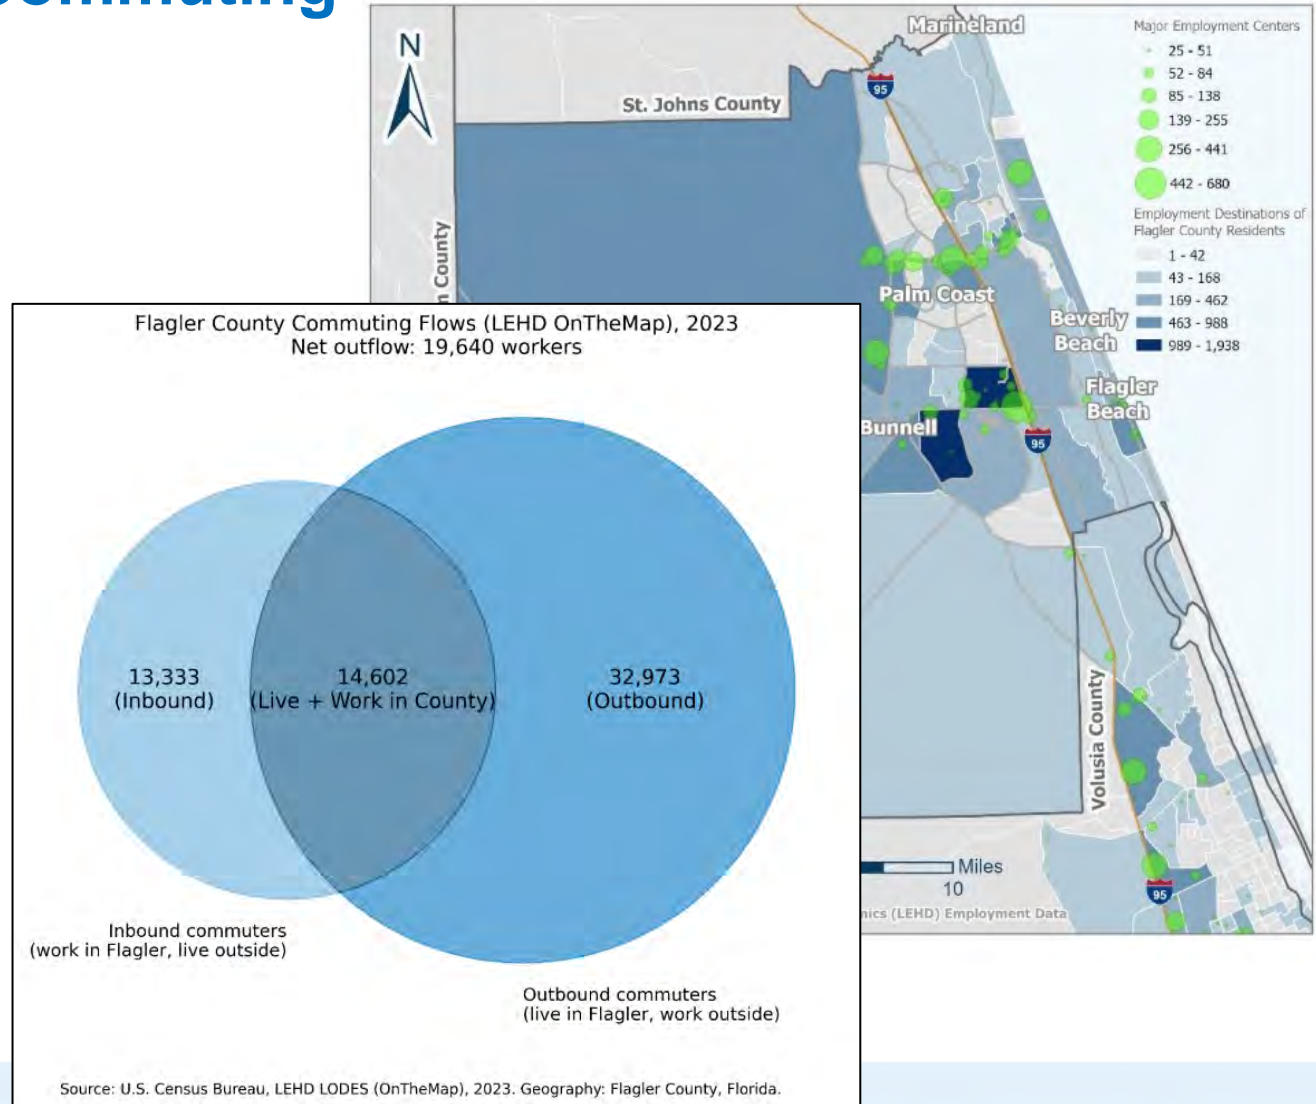 Commuting
N
Marineland
St. Johns County
County
Palm Coast
Beverly
Beach
Flagler
Beach
Bunnell
95
95
95
Volusia County
Miles
10
(LEHD) Employment Data
Major Employment Centers
25 - 51
52 - 84
85 - 138
139 - 255
256 - 441
442 - 680
Employment Destinations of
Flagler County Residents
1 - 42
43 - 168
169 - 462
463 - 988
989 - 1,938
Flagler County Commuting Flows (LEHD OnTheMap), 2023
Net outflow: 19,640 workers
13,333
(Inbound)
14,602
(Live + Work in County)
32,973
(Outbound)
Inbound commuters
(work in Flagler, live outside)
Outbound commuters
(live in Flagler, work outside)
Source: U.S. Census Bureau, LEHD LODES (OnTheMap), 2023. Geography: Flagler County, Florida.